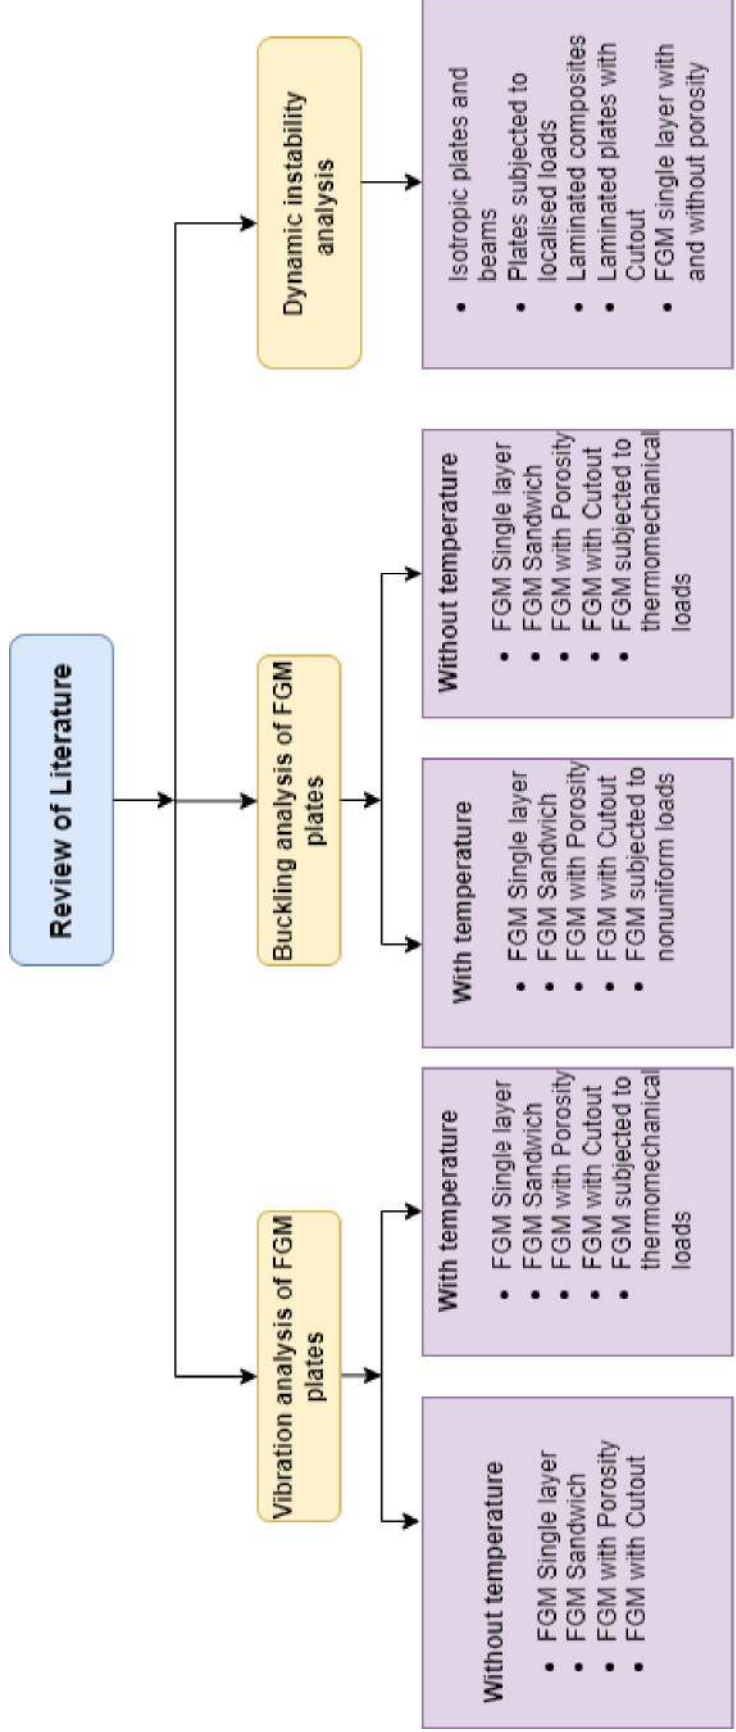 Review of Literature
Vibration analysis of FGM
plates
Buckling analysis of FGM
plates
Dynamic instability
analysis
Without temperature
• FGM Single layer
• FGM Sandwich
• FGM with Porosity
• FGM with Cutout
With temperature
• FGM Single layer
• FGM Sandwich
• FGM with Porosity
• FGM with Cutout
• FGM subjected to
thermomechanical
loads
With temperature
• FGM Single layer
• FGM Sandwich
• FGM with Porosity
• FGM with Cutout
• FGM subjected to
nonuniform loads
Without temperature
• FGM Single layer
• FGM Sandwich
• FGM with Porosity
• FGM with Cutout
• FGM subjected to
thermomechanical
loads
• Isotropic plates and
beams
• Plates subjected to
localised loads
• Laminated composites
• Laminated plates with
Cutout
• FGM single layer with
and without porosity